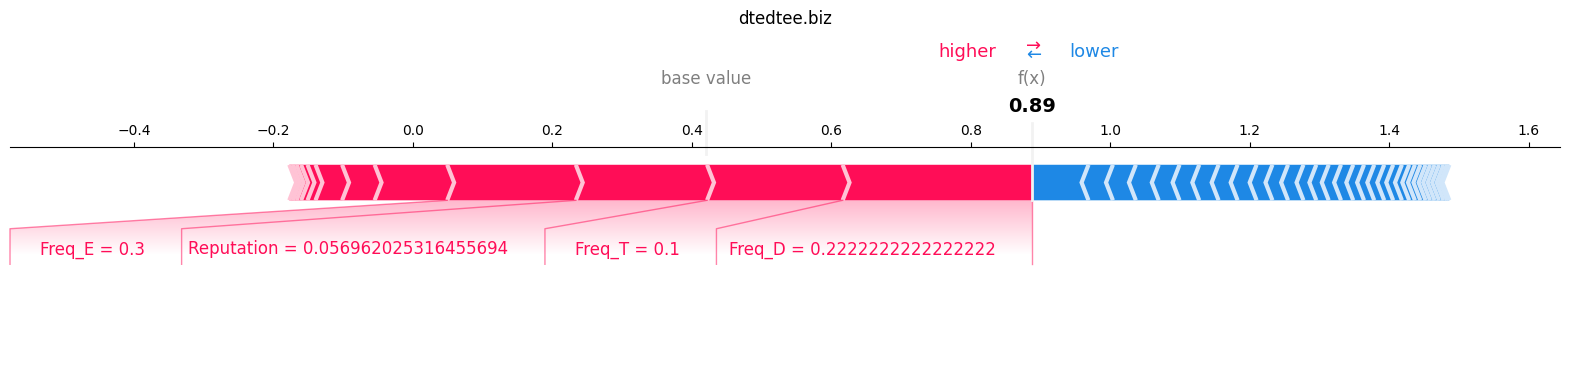 dtedtee.biz
higher ⇄ lower
base value f(x)
0.89
−0.4 −0.2 0.0 0.2 0.4 0.6 0.8 1.0 1.2 1.4 1.6
Freq_E = 0.3 Reputation = 0.056962025316455694 Freq_T = 0.1 Freq_D = 0.2222222222222222